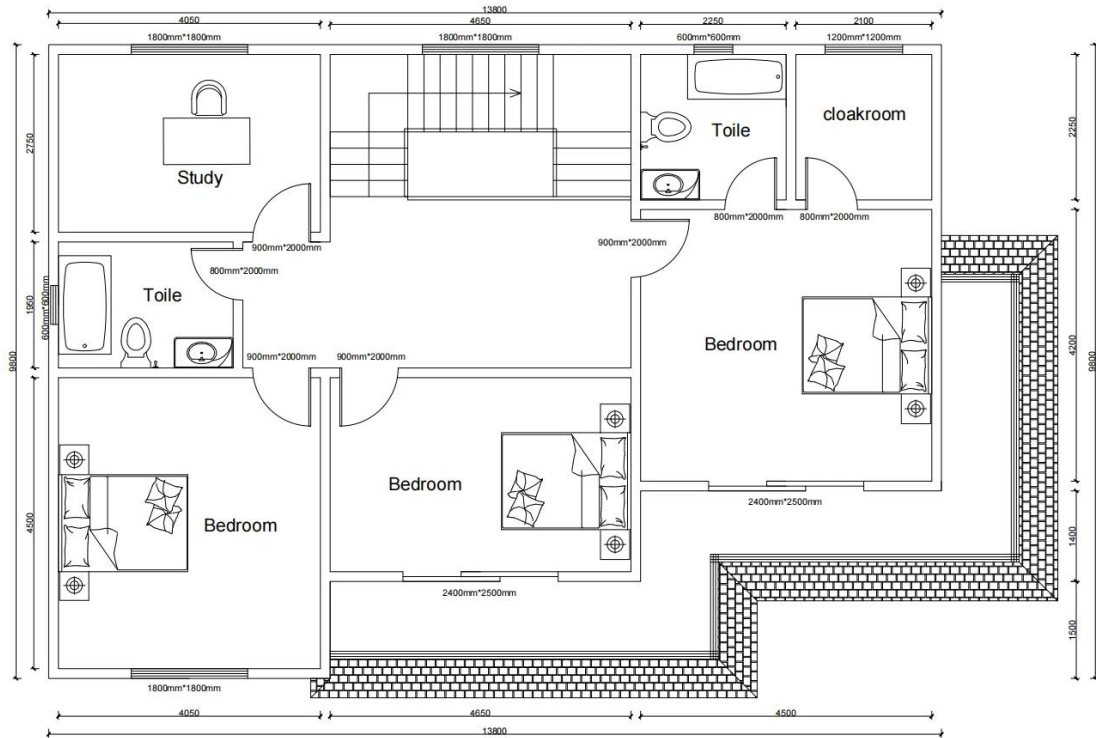 13800
4050
4650
2250
2100
1800mm*1800mm
1800mm*1800mm
600mm*600mm
1200mm*1200mm
2750
2250
cloakroom
Toile
Study
900mm*2000mm
800mm*2000mm
800mm*2000mm
900mm*2000mm
800mm*2000mm
600mm*600mm
1950
Toile
9800
4200
9800
Bedroom
900mm*2000mm
900mm*2000mm
Bedroom
2400mm*2500mm
4500
Bedroom
1400
2400mm*2500mm
1500
1800mm*1800mm
4050
4650
4500
13800